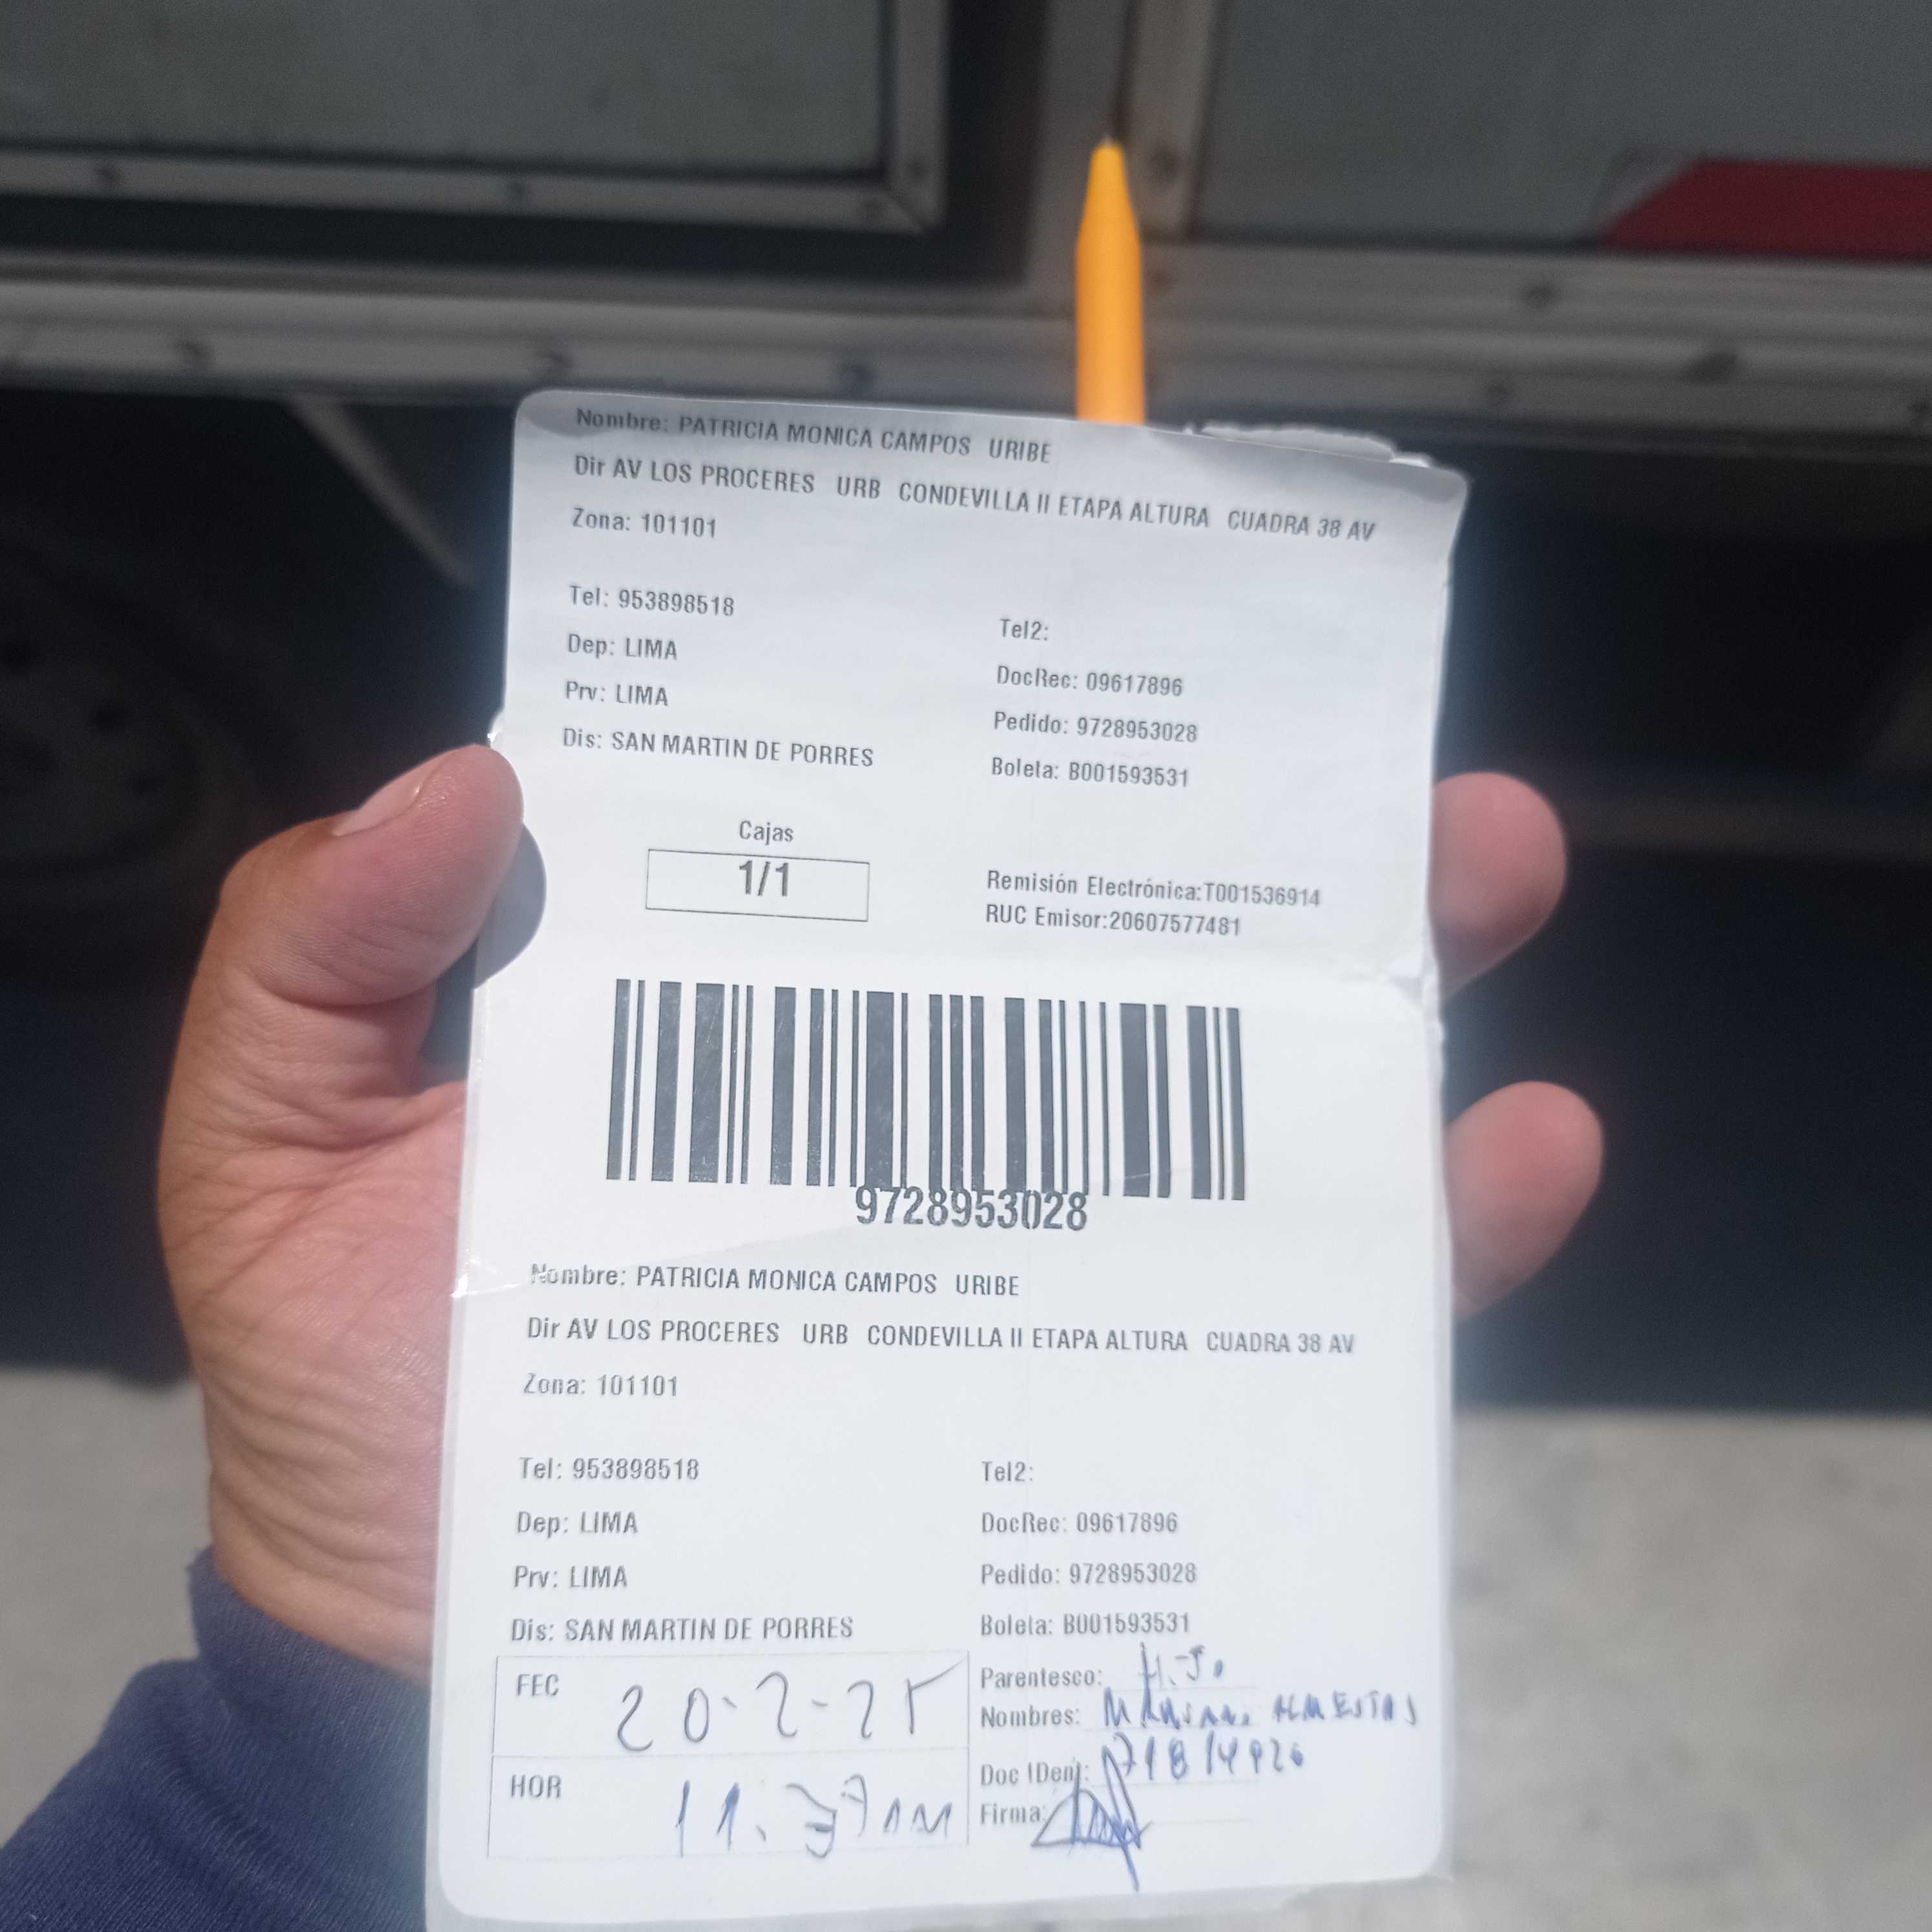 Nombre: PATRICIA MONICA CAMPOS URIBE
Dir AV LOS PROCERES URB CONDEVILLA II ETAPA ALTURA CUADRA 38 AV
Zona: 101101
Tel: 953898518
Tel2:
Dep: LIMA
DocRec: 09617896
Prv: LIMA
Pedido: 9728953028
Dis: SAN MARTIN DE PORRES
Boleta: B001593531
Cajas
1/1
Remisión Electrónica:T001536914
RUC Emisor:20607577481
9728953028
Nombre: PATRICIA MONICA CAMPOS URIBE
Dir AV LOS PROCERES URB CONDEVILLA II ETAPA ALTURA CUADRA 38 AV
Zona: 101101
Tel: 953898518
Tel2:
Dep: LIMA
DocRec: 09617896
Prv: LIMA
Pedido: 9728953028
Dis: SAN MARTIN DE PORRES
Boleta: B001593531
FEC 20-2-25
Parentesco:
Nombres:
HOR 11.37AM
Doc IDen:
Firma: